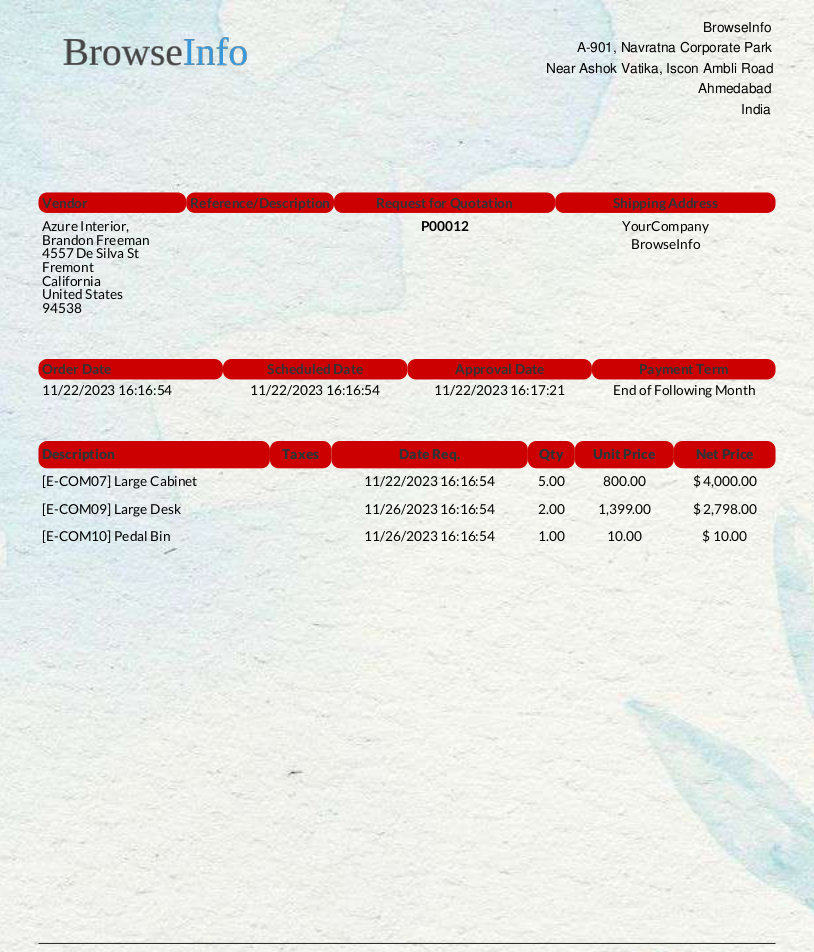 BrowseInfo
BrowseInfo
A-901, Navratna Corporate Park
Near Ashok Vatika, Iscon Ambli Road
Ahmedabad
India
Vendor Reference/Description Request for Quotation Shipping Address
Azure Interior, P00012 YourCompany
Brandon Freeman BrowseInfo
4557 De Silva St
Fremont
California
United States
94538
Order Date Scheduled Date Approval Date Payment Term
11/22/2023 16:16:54 11/22/2023 16:16:54 11/22/2023 16:17:21 End of Following Month
Description Taxes Date Req. Qty Unit Price Net Price
[E-COM07] Large Cabinet 11/22/2023 16:16:54 5.00 800.00 $ 4,000.00
[E-COM09] Large Desk 11/26/2023 16:16:54 2.00 1,399.00 $ 2,798.00
[E-COM10] Pedal Bin 11/26/2023 16:16:54 1.00 10.00 $ 10.00